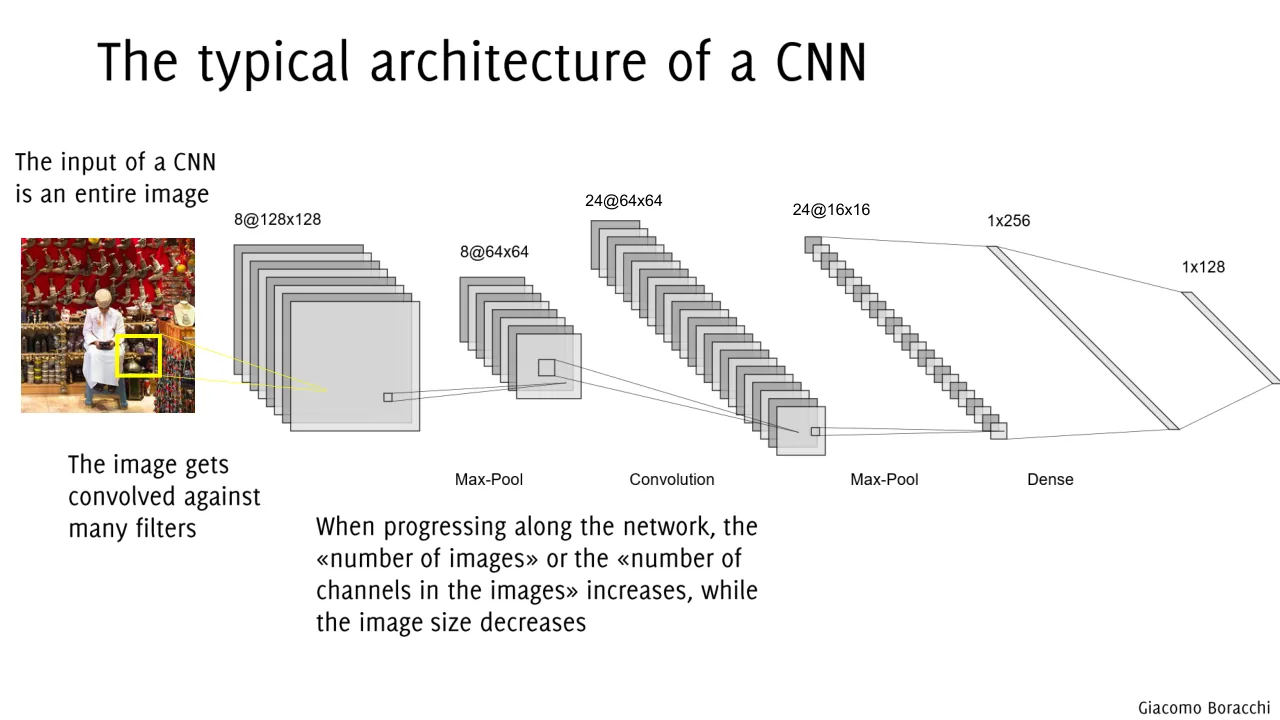 The typical architecture of a CNN
The input of a CNN
is an entire image
8@128x128
8@64x64
24@64x64
24@16x16
1x256
1x128
The image gets
convolved against
many filters
Max-Pool
Convolution
Max-Pool
Dense
When progressing along the network, the
«number of images» or the «number of
channels in the images» increases, while
the image size decreases
Giacomo Boracchi